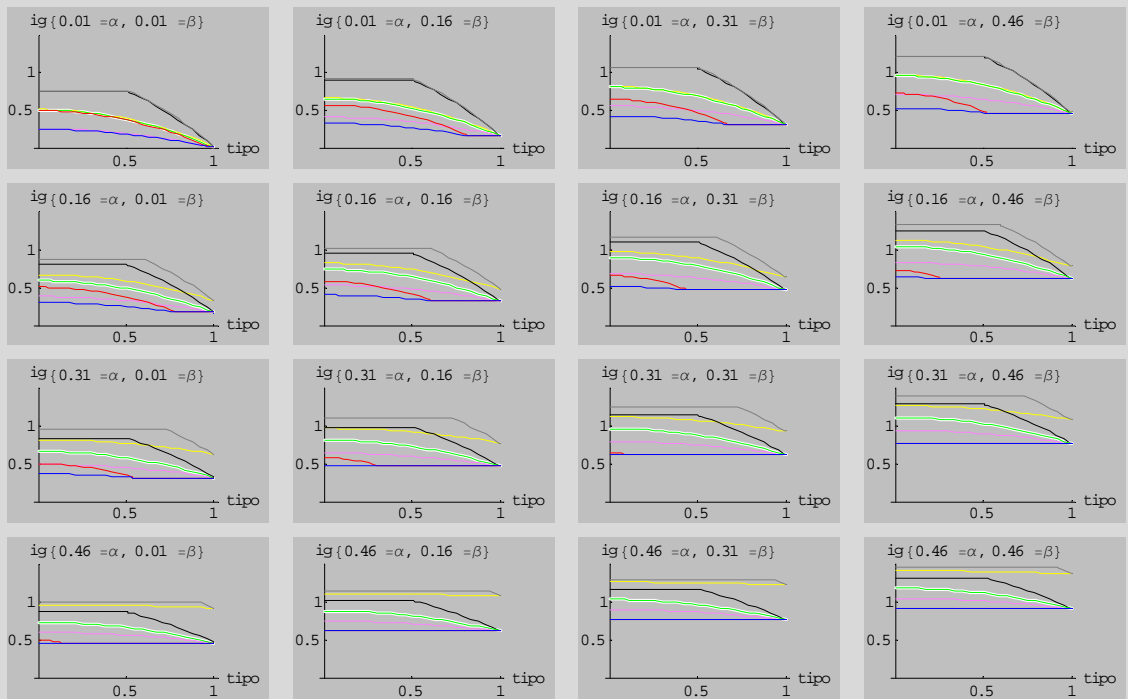 ig{0.01 =α, 0.01 =β} ig{0.01 =α, 0.16 =β} ig{0.01 =α, 0.31 =β} ig{0.01 =α, 0.46 =β}
1 1 1 1
0.5 0.5 0.5 0.5
tipo tipo tipo tipo
0.5 1 0.5 1 0.5 1 0.5 1
ig{0.16 =α, 0.01 =β} ig{0.16 =α, 0.16 =β} ig{0.16 =α, 0.31 =β} ig{0.16 =α, 0.46 =β}
1 1 1 1
0.5 0.5 0.5 0.5
tipo tipo tipo tipo
0.5 1 0.5 1 0.5 1 0.5 1
ig{0.31 =α, 0.01 =β} ig{0.31 =α, 0.16 =β} ig{0.31 =α, 0.31 =β} ig{0.31 =α, 0.46 =β}
1 1 1 1
0.5 0.5 0.5 0.5
tipo tipo tipo tipo
0.5 1 0.5 1 0.5 1 0.5 1
ig{0.46 =α, 0.01 =β} ig{0.46 =α, 0.16 =β} ig{0.46 =α, 0.31 =β} ig{0.46 =α, 0.46 =β}
1 1 1 1
0.5 0.5 0.5 0.5
tipo tipo tipo tipo
0.5 1 0.5 1 0.5 1 0.5 1